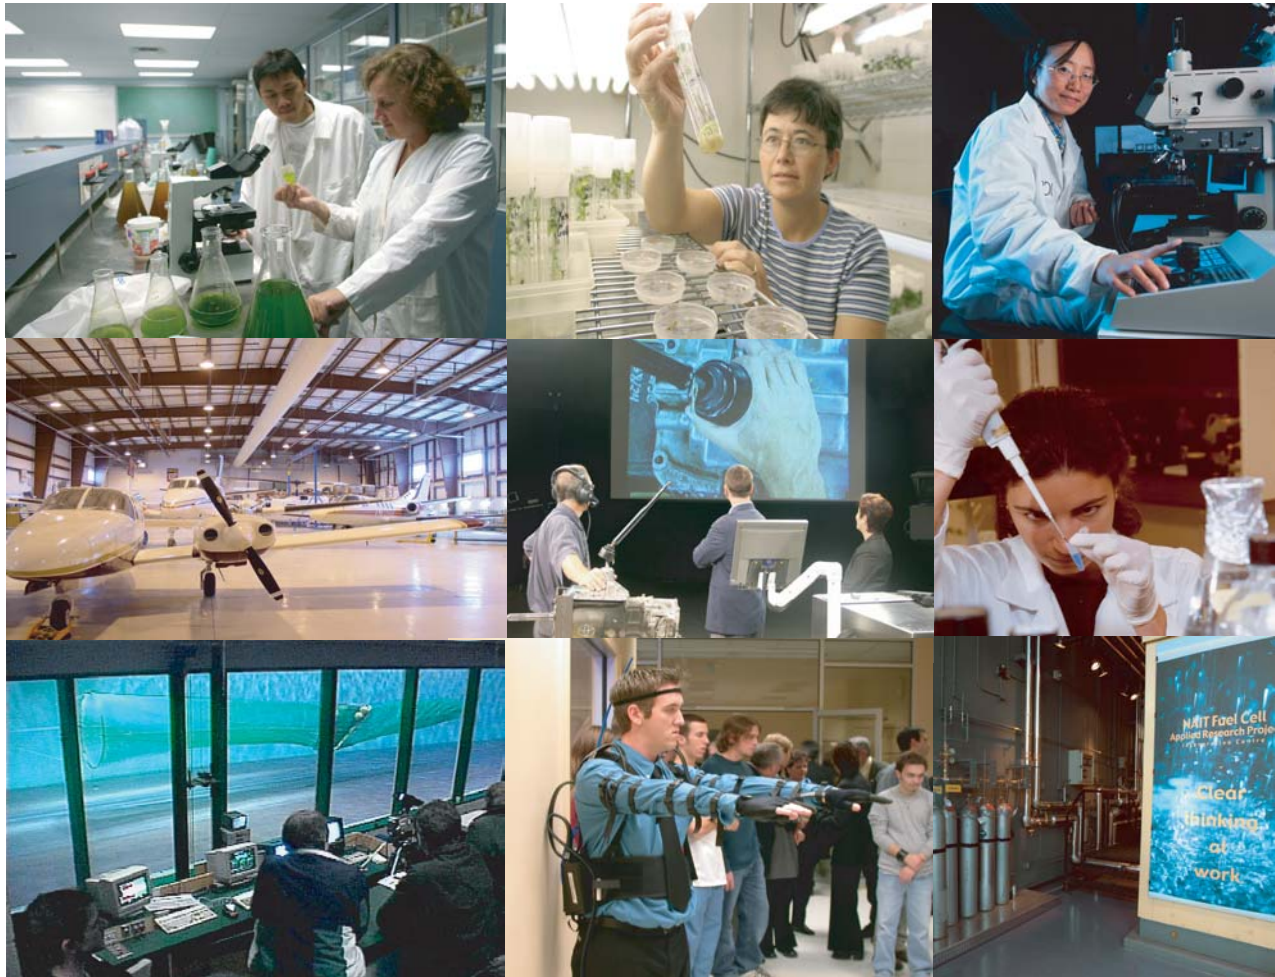 NAIT Fuel Cell
Applied Research Proje
Clear
thinking
at
work